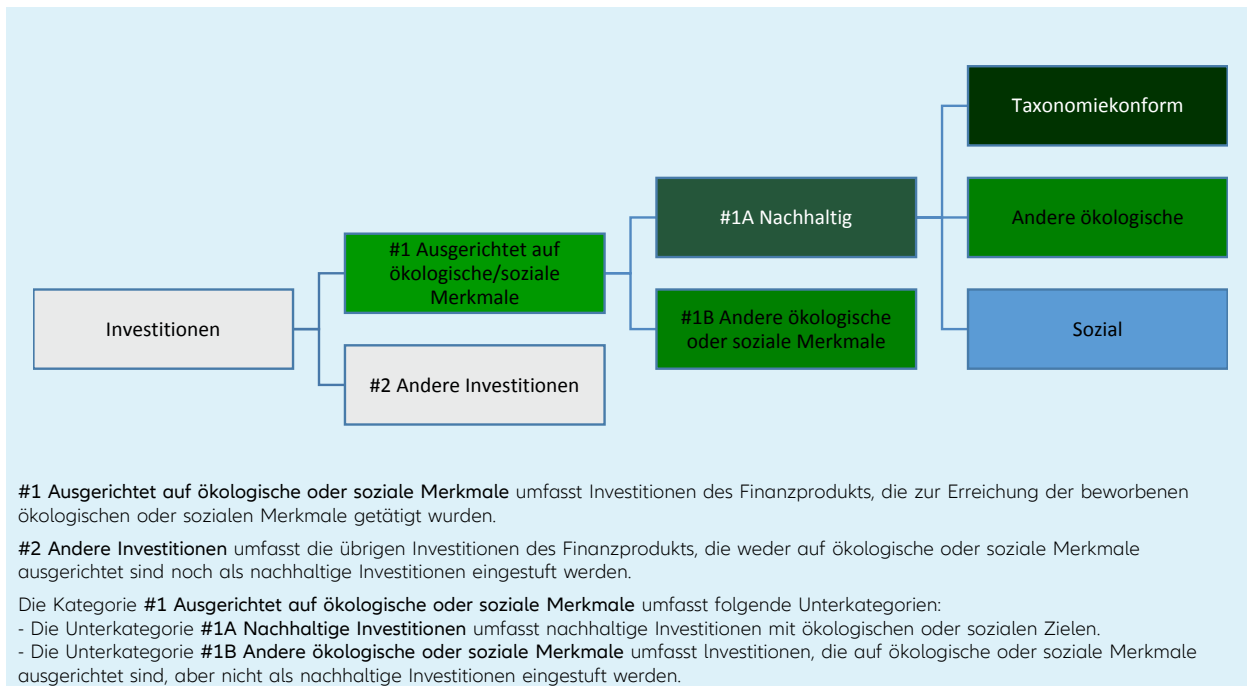 Taxonomiekonform
#1A Nachhaltig
Andere ökologische
#1 Ausgerichtet auf
ökologische/soziale
Merkmale
Investitionen
#1B Andere ökologische
oder soziale Merkmale
Sozial
#2 Andere Investitionen
#1 Ausgerichtet auf ökologische oder soziale Merkmale umfasst Investitionen des Finanzprodukts, die zur Erreichung der beworbenen
ökologischen oder sozialen Merkmale getätigt wurden.
#2 Andere Investitionen umfasst die übrigen Investitionen des Finanzprodukts, die weder auf ökologische oder soziale Merkmale
ausgerichtet sind noch als nachhaltige Investitionen eingestuft werden.
Die Kategorie #1 Ausgerichtet auf ökologische oder soziale Merkmale umfasst folgende Unterkategorien:
- Die Unterkategorie #1A Nachhaltige Investitionen umfasst nachhaltige Investitionen mit ökologischen oder sozialen Zielen.
- Die Unterkategorie #1B Andere ökologische oder soziale Merkmale umfasst Investitionen, die auf ökologische oder soziale Merkmale
ausgerichtet sind, aber nicht als nachhaltige Investitionen eingestuft werden.